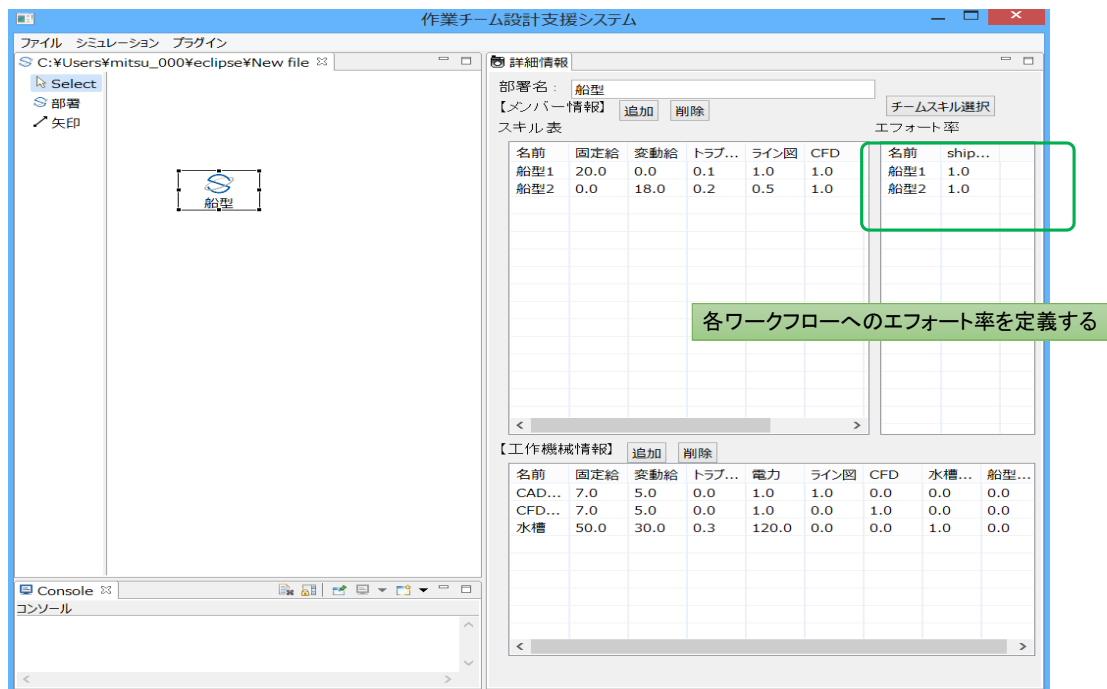 作業チーム設計支援システム
ファイル シミュレーション プラグイン
C:¥Users¥mitsu_000¥eclipse¥New file
Select
部署
矢印
船型
詳細情報
部署名： 船型
【メンバー情報】 追加 削除 チームスキル選択
スキル表 エフォート率
名前 固定給 変動給 トラブ... ライン図 CFD 名前 ship...
船型1 20.0 0.0 0.1 1.0 1.0 船型1 1.0
船型2 0.0 18.0 0.2 0.5 1.0 船型2 1.0
各ワークフローへのエフォート率を定義する
【工作機械情報】 追加 削除
名前 固定給 変動給 トラブ... 電力 ライン図 CFD 水槽... 船型...
CAD... 7.0 5.0 0.0 1.0 1.0 0.0 0.0 0.0
CFD... 7.0 5.0 0.0 1.0 0.0 1.0 0.0 0.0
水槽 50.0 30.0 0.3 120.0 0.0 0.0 1.0 0.0
Console
コンソール